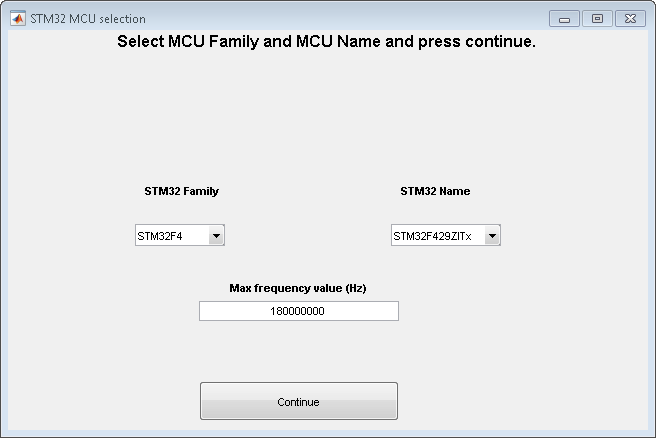 STM32 MCU selection
Select MCU Family and MCU Name and press continue.
STM32 Family
STM32 Name
STM32F4
STM32F429ZITx
Max frequency value (Hz)
180000000
Continue